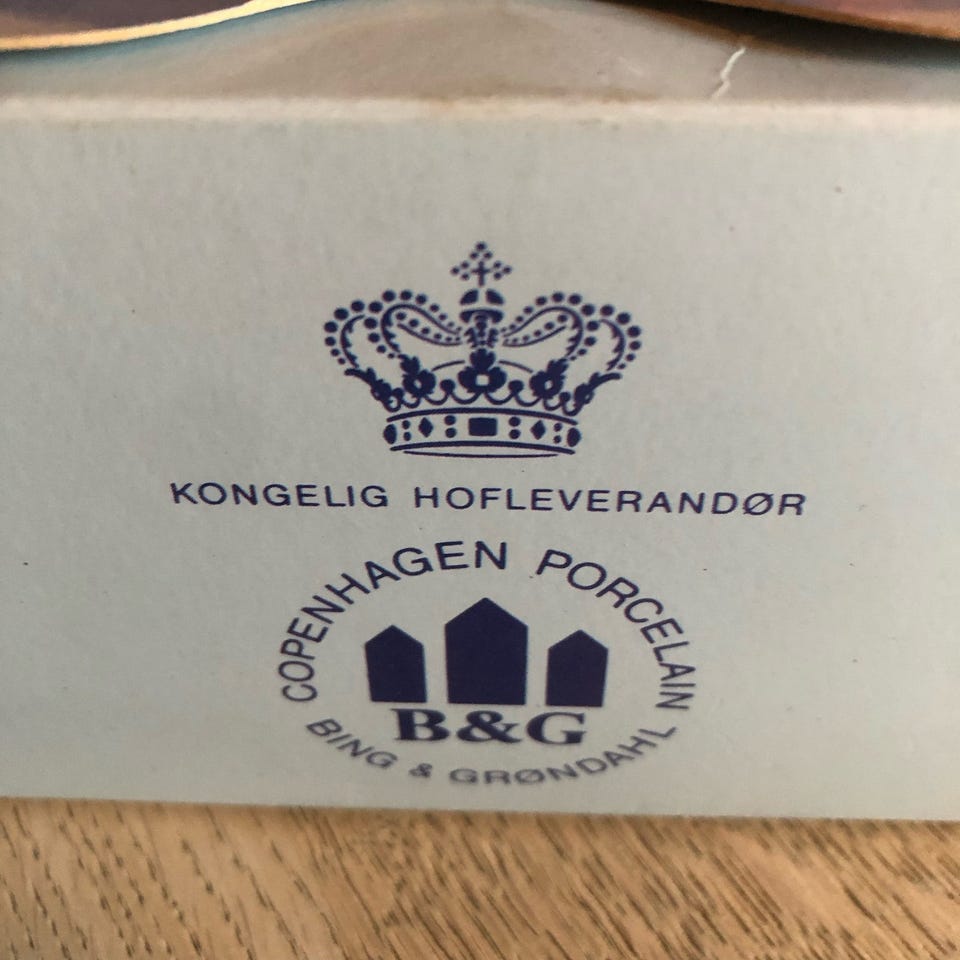 KONGELIG HOFLEVERANDØR
COPENHAGEN PORCELAIN
B&G
BING & GRØNDAHL